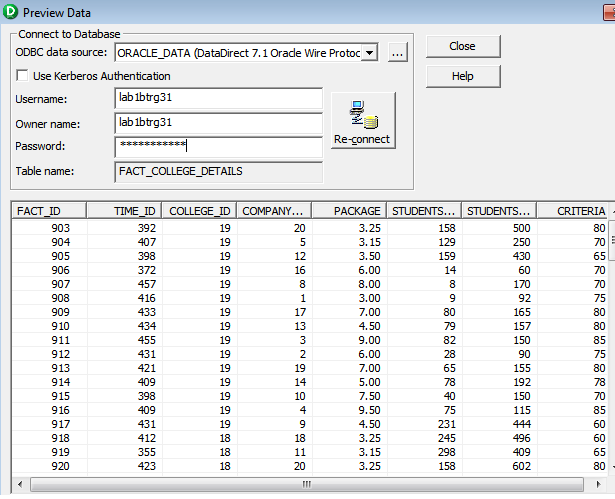 Preview Data
Connect to Database
ODBC data source: ORACLE_DATA (DataDirect 7.1 Oracle Wire Protoc ... Close
Use Kerberos Authentication Help
Username: lab1btrg31
Owner name: lab1btrg31
Password: ***********
Re-connect
Table name: FACT_COLLEGE_DETAILS
FACT_ID TIME_ID COLLEGE_ID COMPANY... PACKAGE STUDENTS... STUDENTS... CRITERIA
903 392 19 20 3.25 158 500 80
904 407 19 5 3.15 129 250 70
905 398 19 12 3.50 159 430 65
906 372 19 16 6.00 14 60 70
907 457 19 8 8.00 8 170 70
908 416 19 1 3.00 9 92 75
909 433 19 17 7.00 80 165 80
910 434 19 13 4.50 79 157 80
911 455 19 3 9.00 82 150 85
912 431 19 2 6.00 28 90 75
913 421 19 19 7.00 65 155 80
914 409 19 14 5.00 78 192 78
915 398 19 10 7.50 40 150 70
916 409 19 4 9.50 75 115 85
917 431 19 9 4.50 231 444 60
918 412 18 18 3.25 245 496 60
919 355 18 11 3.15 298 409 65
920 423 18 20 3.25 158 602 80